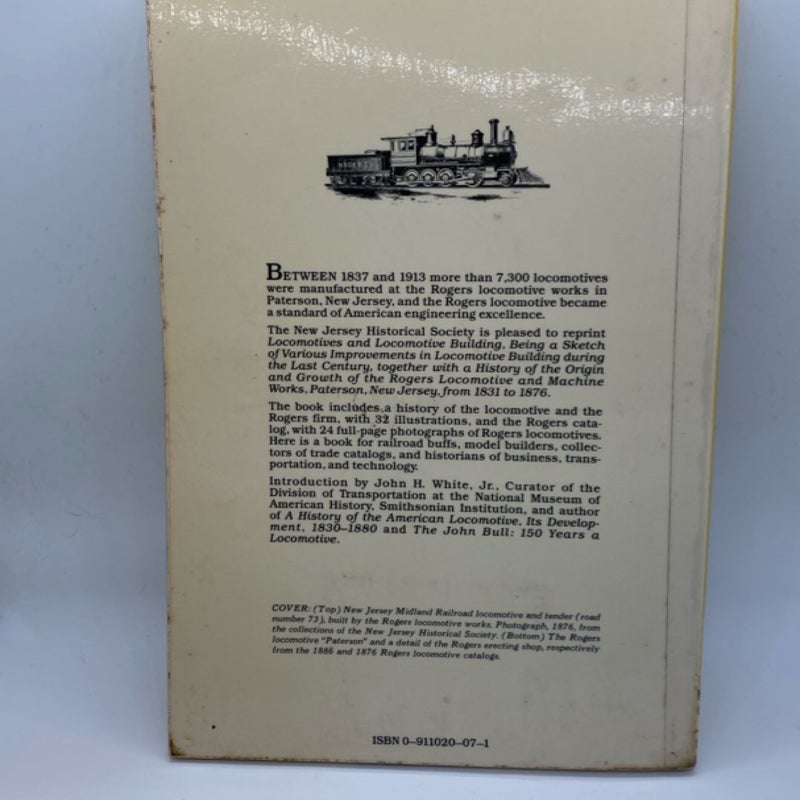 BETWEEN 1837 and 1913 more than 7,300 locomotives
were manufactured at the Rogers locomotive works in
Paterson, New Jersey, and the Rogers locomotive became
a standard of American engineering excellence.
The New Jersey Historical Society is pleased to reprint
Locomotives and Locomotive Building, Being a Sketch
of Various Improvements in Locomotive Building during
the Last Century, together with a History of the Origin
and Growth of the Rogers Locomotive and Machine
Works, Paterson, New Jersey, from 1831 to 1876.
The book includes a history of the locomotive and the
Rogers firm, with 32 illustrations, and the Rogers cata-
log, with 24 full-page photographs of Rogers locomotives.
Here is a book for railroad buffs, model builders, collec-
tors of trade catalogs, and historians of business, trans-
portation, and technology.
Introduction by John H. White, Jr., Curator of the
Division of Transportation at the National Museum of
American History, Smithsonian Institution, and author
of A History of the American Locomotive, Its Develop-
ment, 1830-1880 and The John Bull: 150 Years a
Locomotive.
COVER: (Top) New Jersey Midland Railroad locomotive and tender (road
number 73), built by the Rogers locomotive works. Photograph, 1876, from
the collections of the New Jersey Historical Society. (Bottom) The Rogers
locomotive "Paterson" and a detail of the Rogers erecting shop, respectively
from the 1886 and 1876 Rogers locomotive catalogs.
ISBN 0-911020-07-1